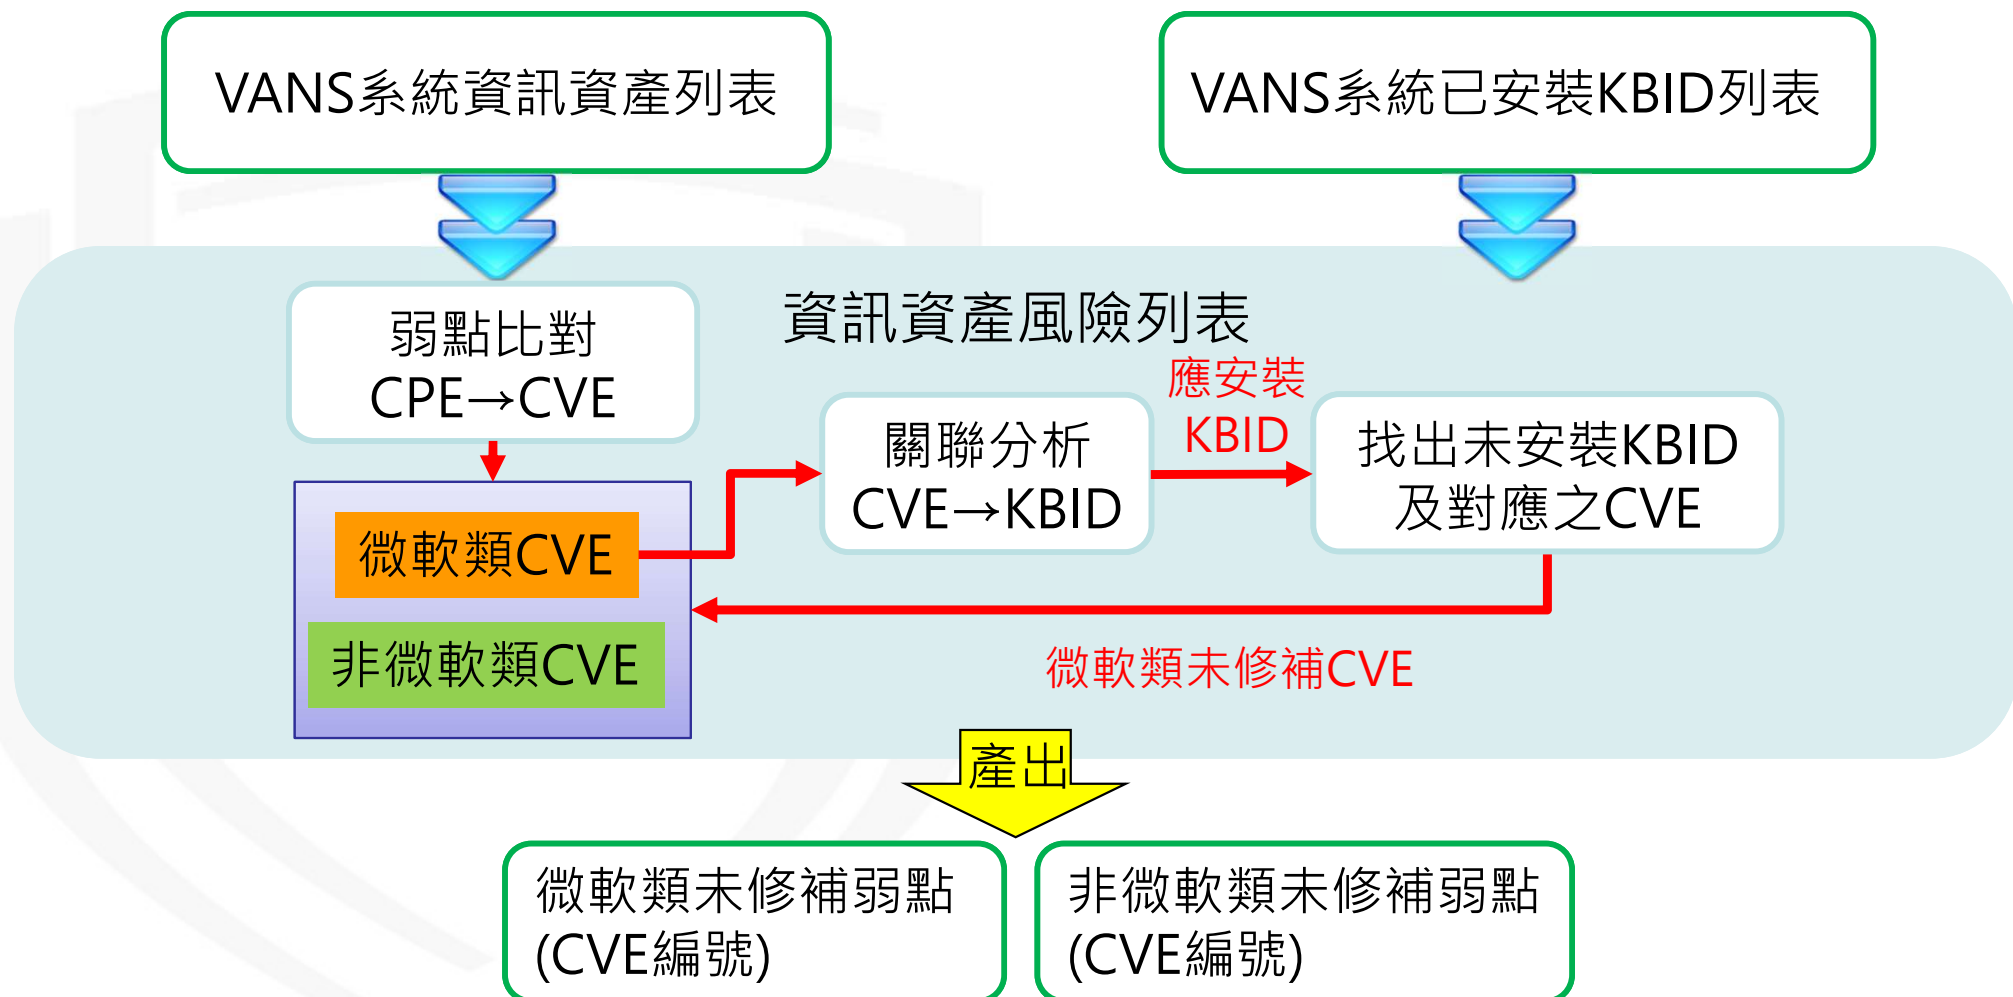 VANS系統資訊資產列表
VANS系統已安裝KBID列表
資訊資產風險列表
弱點比對
CPE→CVE
微軟類CVE
非微軟類CVE
關聯分析
CVE→KBID
應安裝
KBID
找出未安裝KBID
及對應之CVE
微軟類未修補CVE
產出
微軟類未修補弱點
(CVE編號)
非微軟類未修補弱點
(CVE編號)